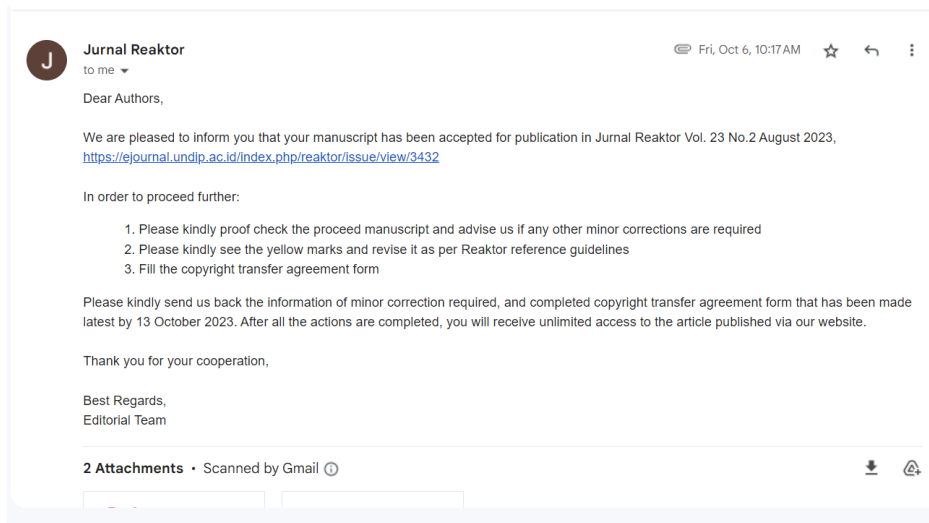 J
Jurnal Reaktor
Fri, Oct 6, 10:17 AM
to me
Dear Authors,
We are pleased to inform you that your manuscript has been accepted for publication in Jurnal Reaktor Vol. 23 No.2 August 2023,
https://ejournal.undip.ac.id/index.php/reaktor/issue/view/3432
In order to proceed further:
1. Please kindly proof check the proceed manuscript and advise us if any other minor corrections are required
2. Please kindly see the yellow marks and revise it as per Reaktor reference guidelines
3. Fill the copyright transfer agreement form
Please kindly send us back the information of minor correction required, and completed copyright transfer agreement form that has been made
latest by 13 October 2023. After all the actions are completed, you will receive unlimited access to the article published via our website.
Thank you for your cooperation,
Best Regards,
Editorial Team
2 Attachments • Scanned by Gmail